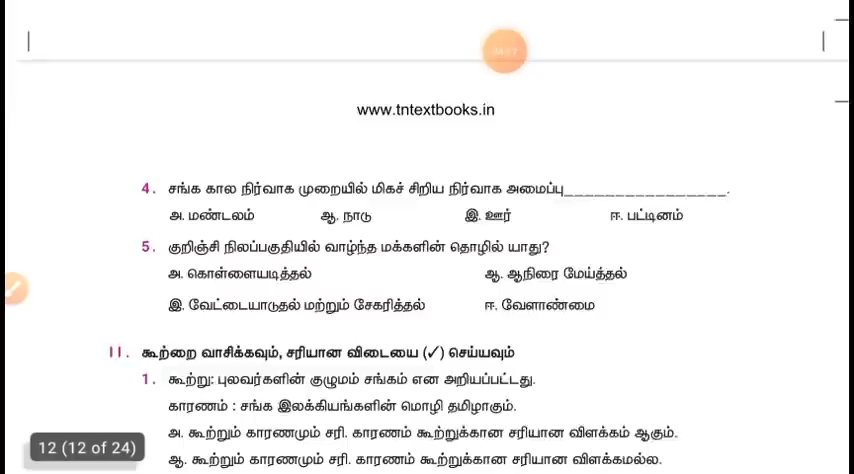 www.tntextbooks.in
4. சங்க கால நிர்வாக முறையில் மிகச் சிறிய நிர்வாக அமைப்பு________________.
அ. மண்டலம் ஆ. நாடு இ. ஊர் ஈ. பட்டினம்
5. குறிஞ்சி நிலப்பகுதியில் வாழ்ந்த மக்களின் தொழில் யாது?
அ. கொள்ளையடித்தல் ஆ. ஆநிரை மேய்த்தல்
இ. வேட்டையாடுதல் மற்றும் சேகரித்தல் ஈ. வேளாண்மை
II. கூற்றை வாசிக்கவும், சரியான விடையை (✓) செய்யவும்
1. கூற்று: புலவர்களின் குழுமம் சங்கம் என அறியப்பட்டது.
காரணம் : சங்க இலக்கியங்களின் மொழி தமிழாகும்.
அ. கூற்றும் காரணமும் சரி. காரணம் கூற்றுக்கான சரியான விளக்கம் ஆகும்.
12 (12 of 24)
ஆ. கூற்றும் காரணமும் சரி. காரணம் கூற்றுக்கான சரியான விளக்கமல்ல.